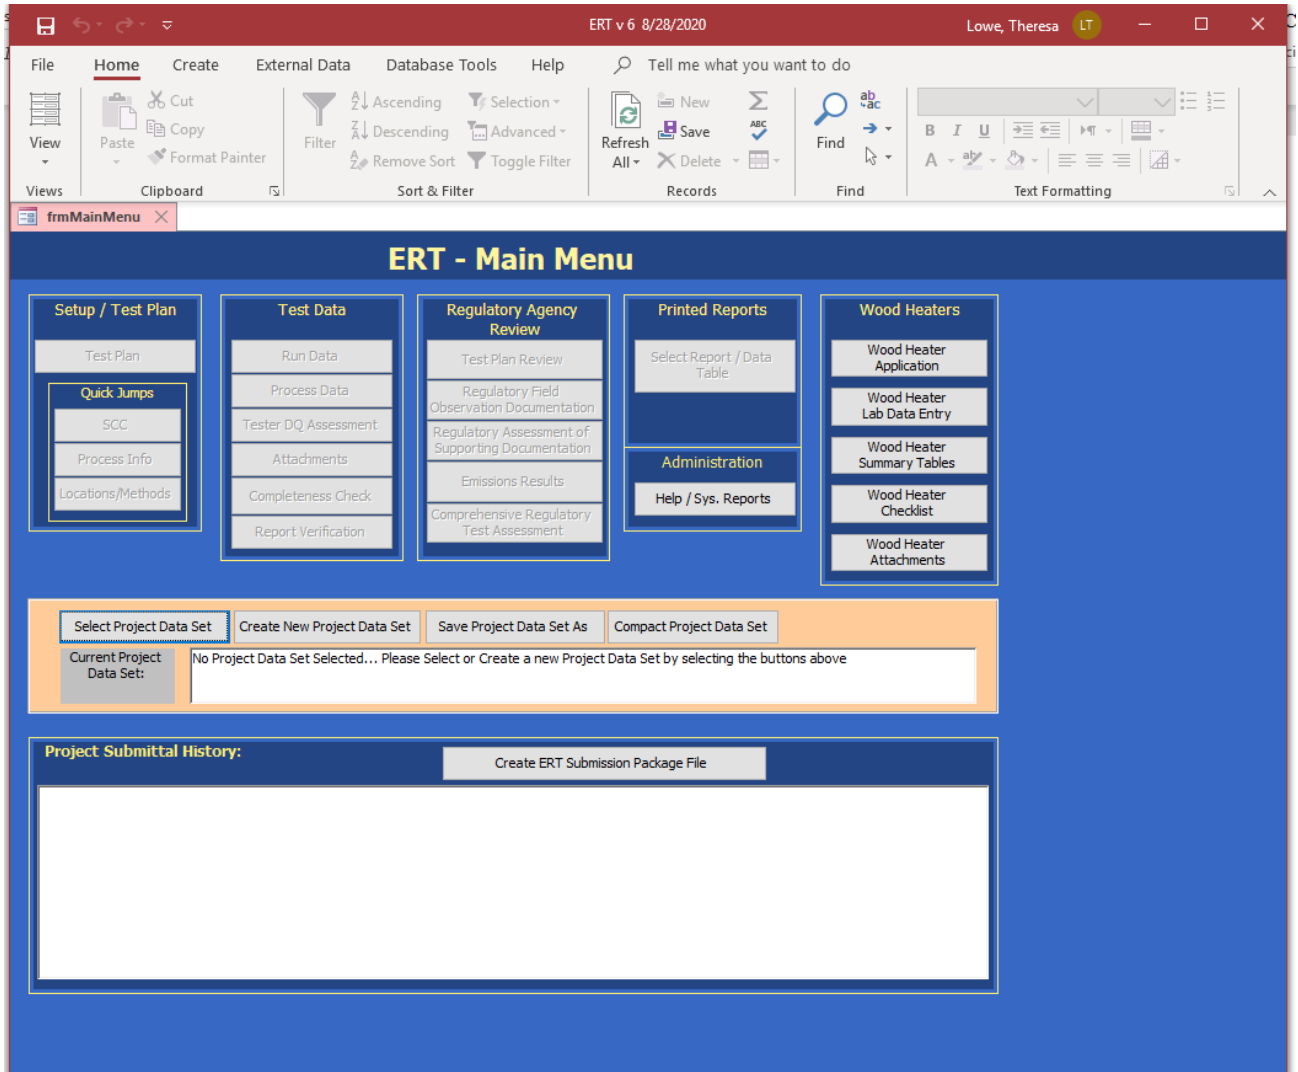 ERT v 6 8/28/2020
Lowe, Theresa
LT
File Home Create External Data Database Tools Help Tell me what you want to do
View
Paste
Cut
Copy
Format Painter
Filter
Ascending
Descending
Remove Sort
Selection
Advanced
Toggle Filter
Refresh
All
New
Save
Delete
Find
Views Clipboard Sort & Filter Records Find Text Formatting
frmMainMenu
ERT - Main Menu
Setup / Test Plan
Test Plan
Quick Jumps
SCC
Process Info
Locations/Methods
Test Data
Run Data
Process Data
Tester DQ Assessment
Attachments
Completeness Check
Report Verification
Regulatory Agency
Review
Test Plan Review
Regulatory Field
Observation Documentation
Regulatory Assessment of
Supporting Documentation
Emissions Results
Comprehensive Regulatory
Test Assessment
Printed Reports
Select Report / Data
Table
Administration
Help / Sys. Reports
Wood Heaters
Wood Heater
Application
Wood Heater
Lab Data Entry
Wood Heater
Summary Tables
Wood Heater
Checklist
Wood Heater
Attachments
Select Project Data Set
Create New Project Data Set
Save Project Data Set As
Compact Project Data Set
Current Project
Data Set:
No Project Data Set Selected... Please Select or Create a new Project Data Set by selecting the buttons above
Project Submittal History:
Create ERT Submission Package File